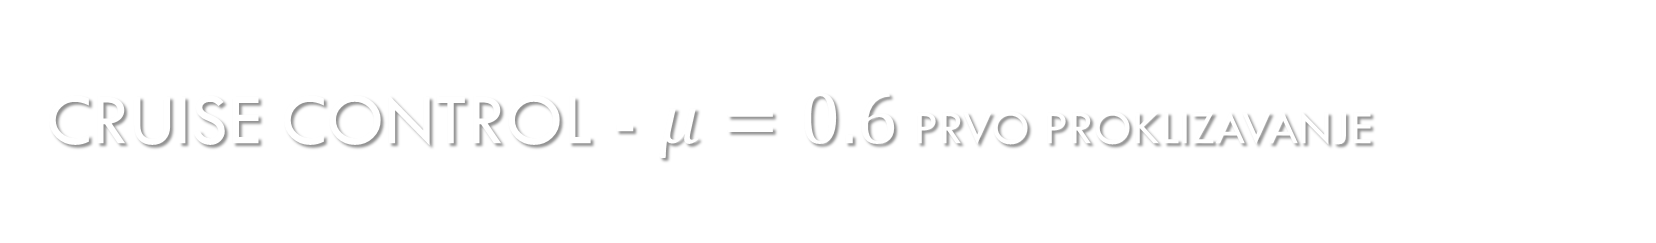 CRUISE CONTROL - μ = 0.6 PRVO PROKLIZAVANJE